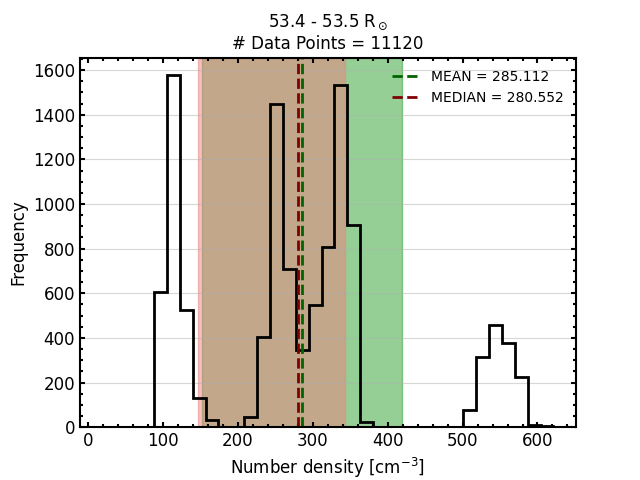 53.4 - 53.5 R⊙
# Data Points = 11120
MEAN = 285.112
MEDIAN = 280.552
Frequency
1600
1400
1200
1000
800
600
400
200
0
0 100 200 300 400 500 600
Number density [cm⁻³]